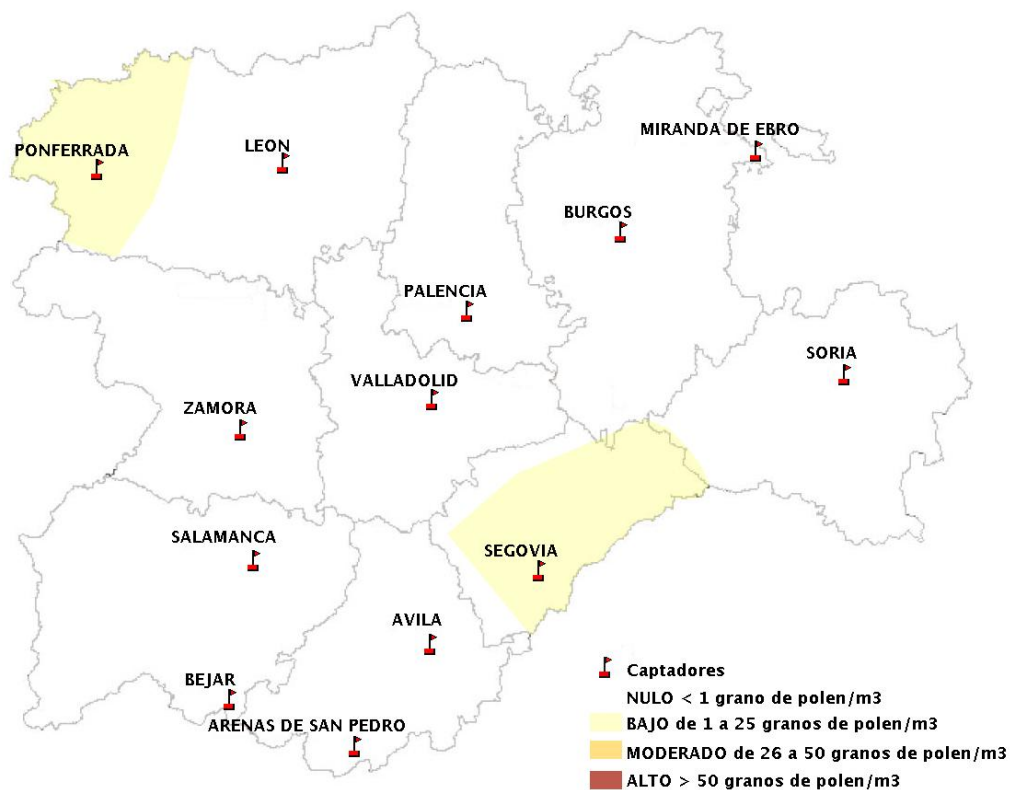 MIRANDA DE EBRO
PONFERRADA
LEON
BURGOS
PALENCIA
SORIA
VALLADOLID
ZAMORA
SALAMANCA
SEGOVIA
AVILA
BEJAR
ARENAS DE SAN PEDRO
Captadores
NULO < 1 grano de polen/m3
BAJO de 1 a 25 granos de polen/m3
MODERADO de 26 a 50 granos de polen/m3
ALTO > 50 granos de polen/m3